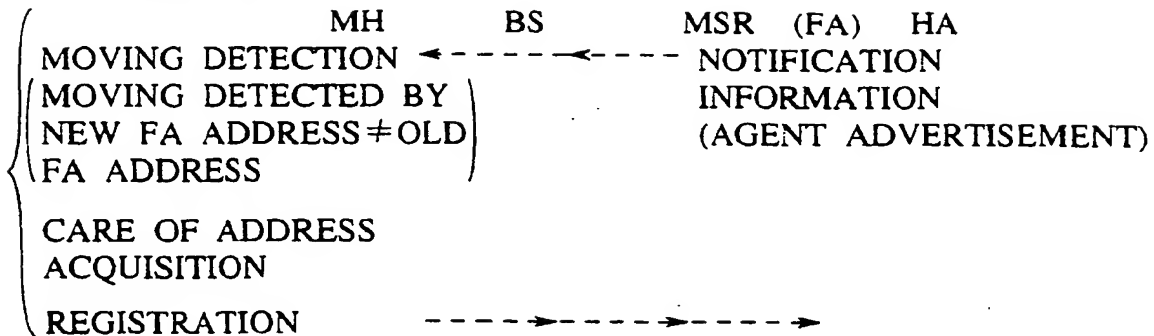 MH BS MSR (FA) HA
MOVING DETECTION NOTIFICATION
(MOVING DETECTED BY INFORMATION
NEW FA ADDRESS≠OLD (AGENT ADVERTISEMENT)
FA ADDRESS)
CARE OF ADDRESS
ACQUISITION
REGISTRATION